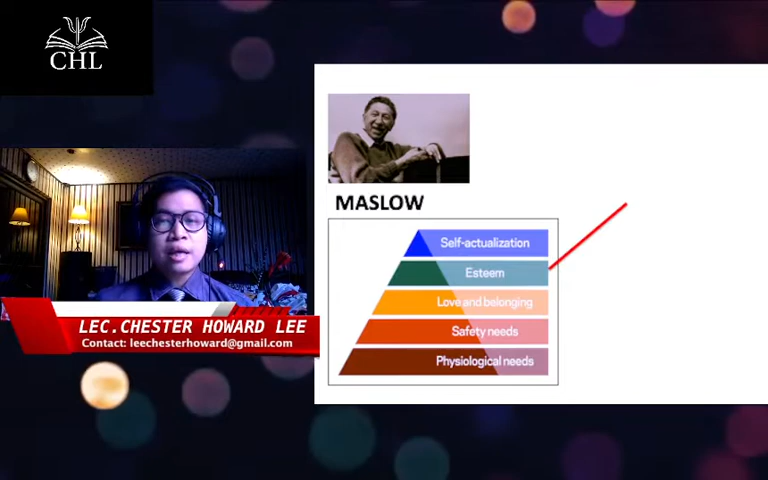 CHL
MASLOW
Self-actualization
Esteem
Love and belonging
Safety needs
Physiological needs
LEC.CHESTER HOWARD LEE
Contact: leechesterhoward@gmail.com